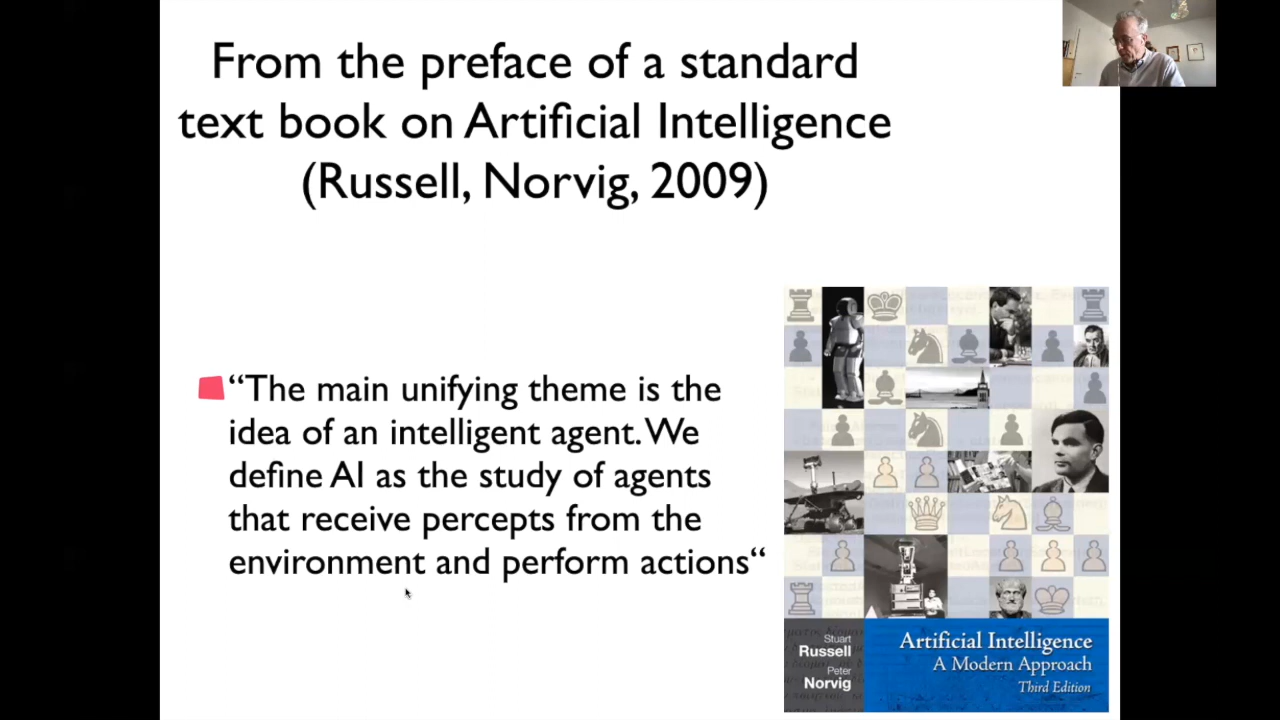 From the preface of a standard
text book on Artificial Intelligence
(Russell, Norvig, 2009)
“The main unifying theme is the
idea of an intelligent agent. We
define AI as the study of agents
that receive percepts from the
environment and perform actions“
Stuart
Russell
Peter
Norvig
Artificial Intelligence
A Modern Approach
Third Edition